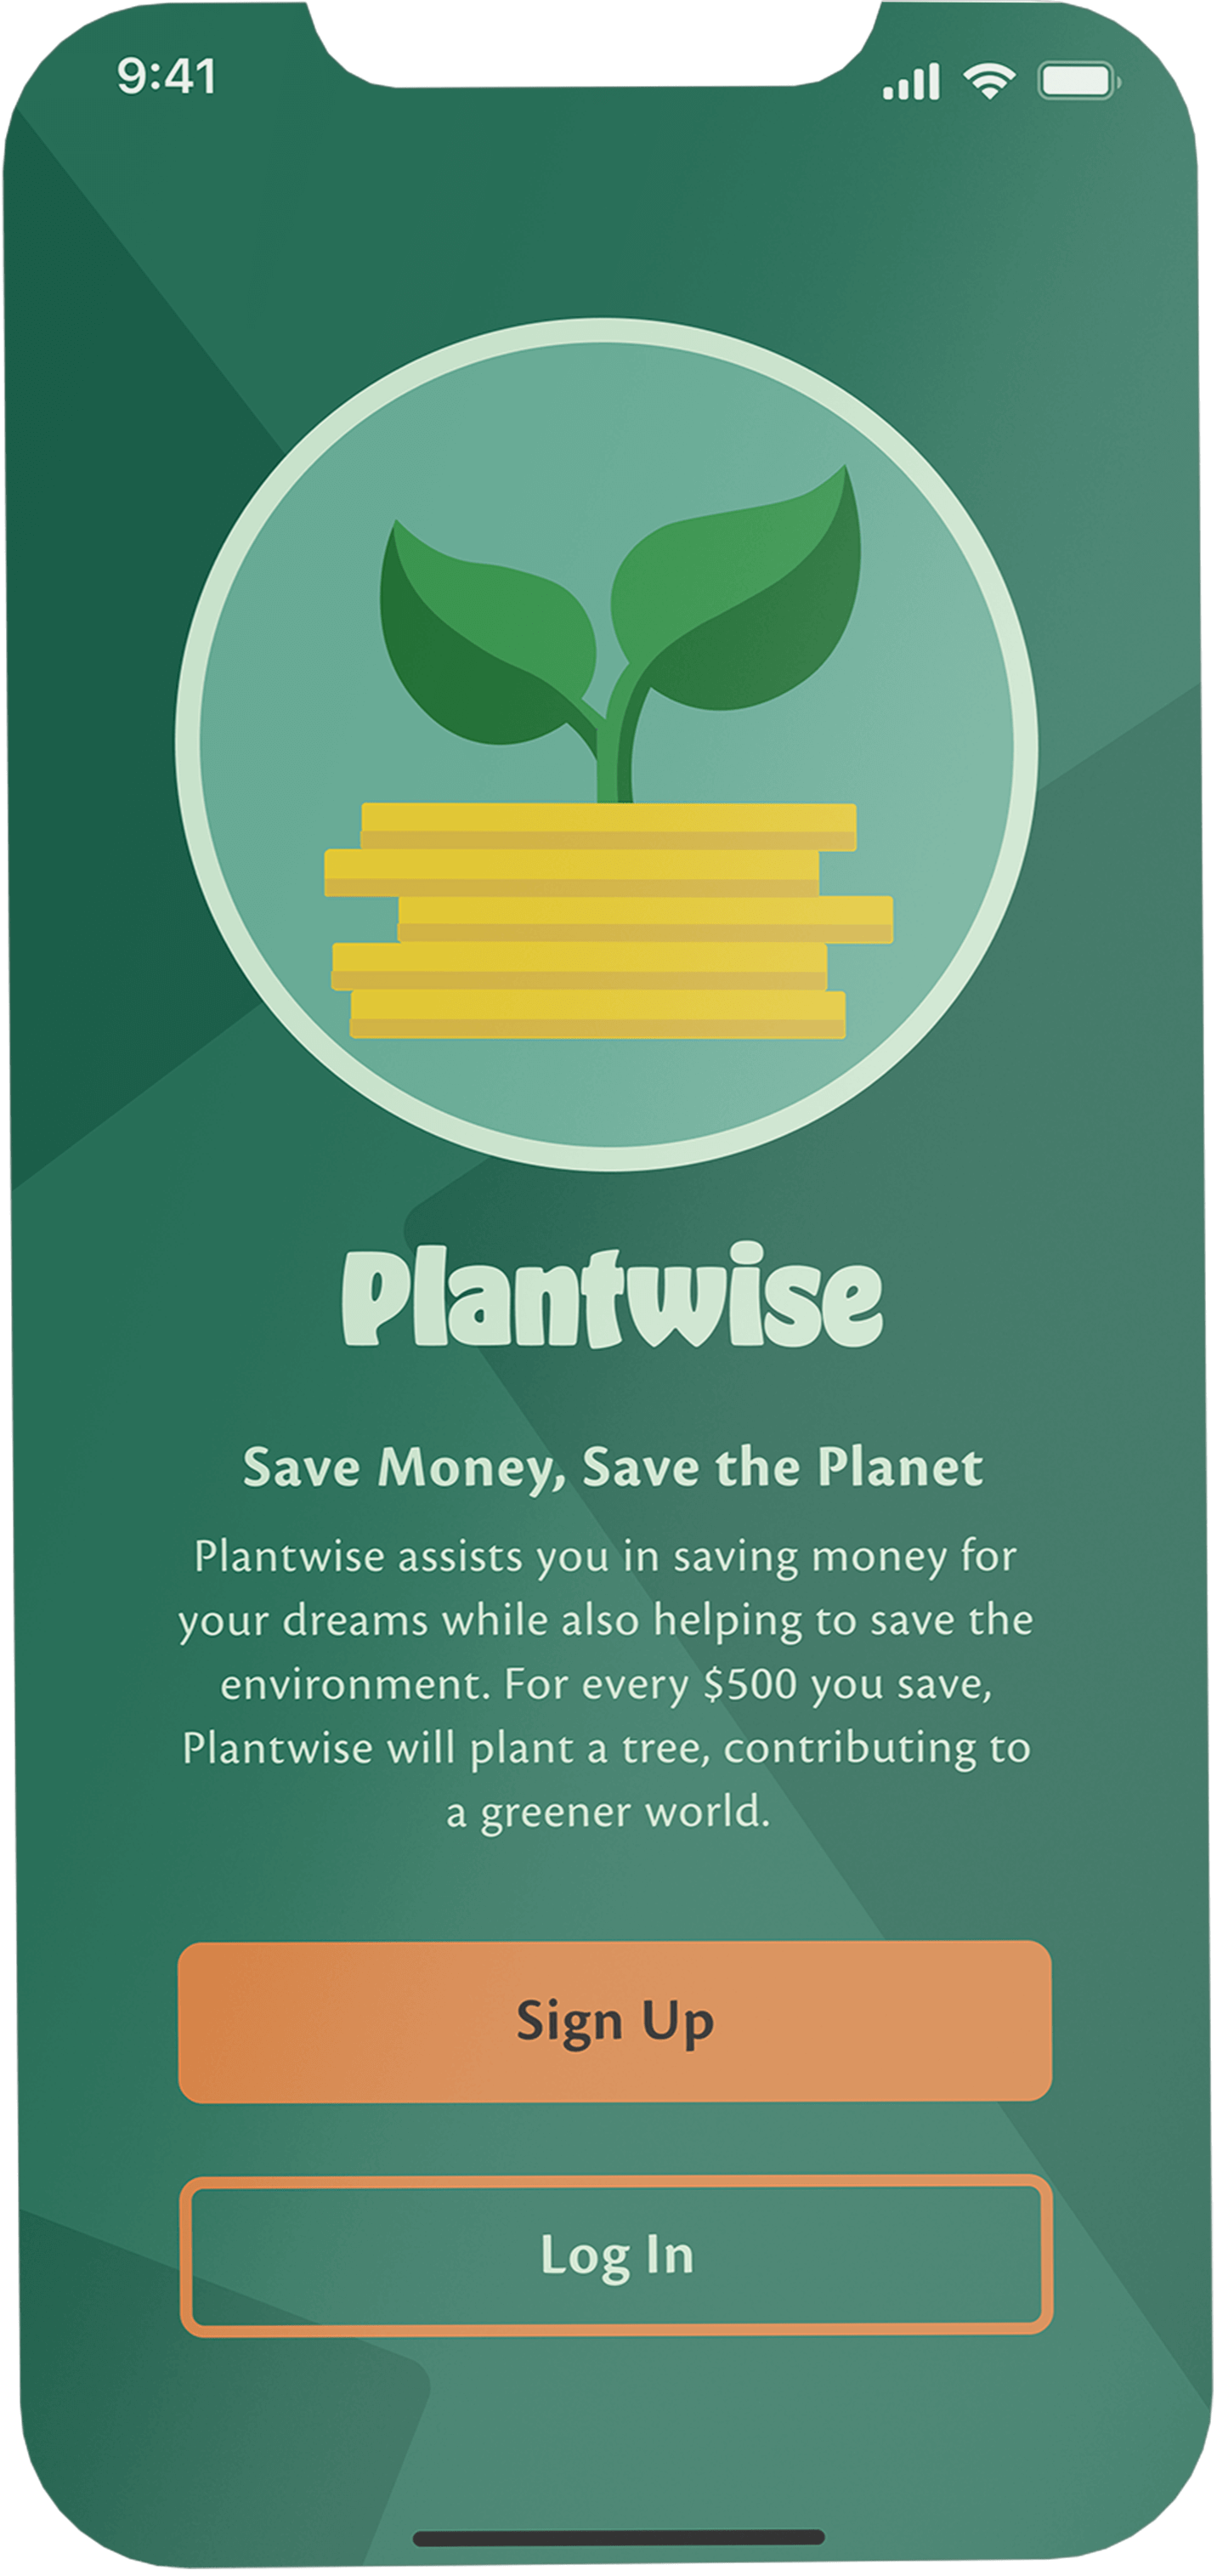 9:41
Plantwise
Save Money, Save the Planet
Plantwise assists you in saving money for
your dreams while also helping to save the
environment. For every $500 you save,
Plantwise will plant a tree, contributing to
a greener world.
Sign Up
Log In